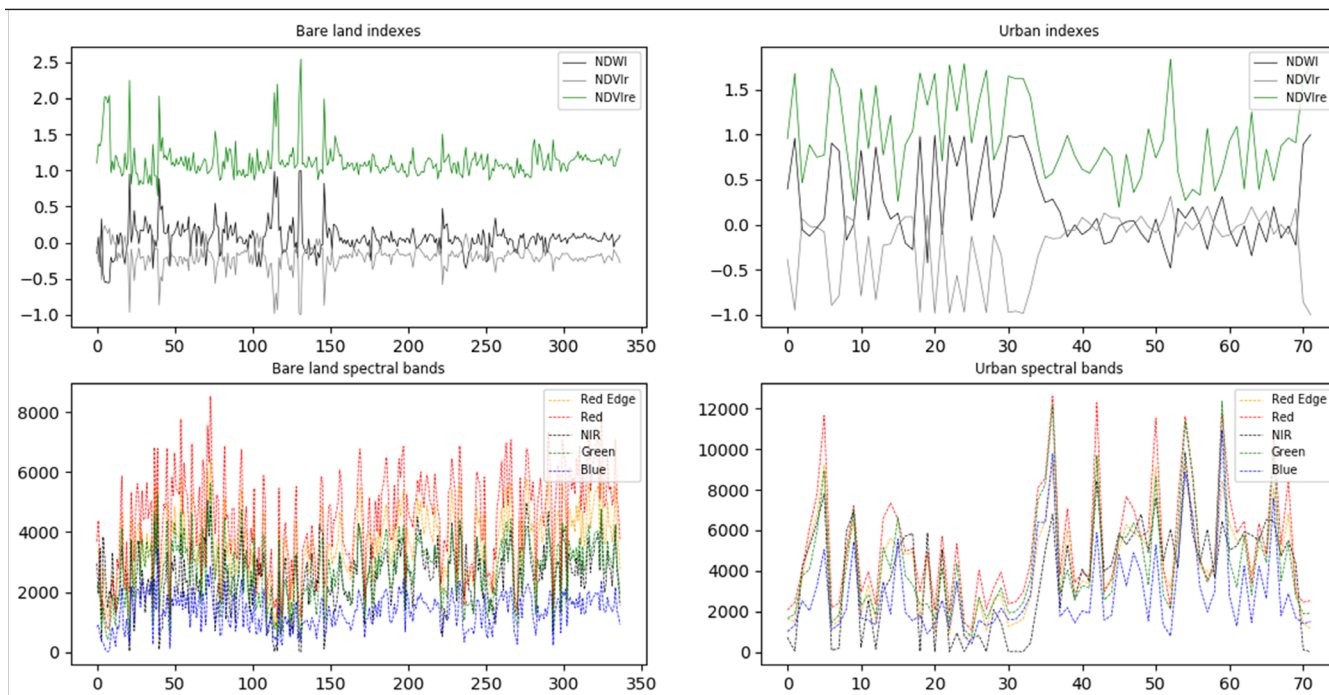 Bare land indexes
2.5
2.0
1.5
1.0
0.5
0.0
−0.5
−1.0
NDWI
NDVIr
NDVIre
0 50 100 150 200 250 300 350
Urban indexes
1.5
1.0
0.5
0.0
−0.5
−1.0
NDWI
NDVIr
NDVIre
0 10 20 30 40 50 60 70
Bare land spectral bands
8000
6000
4000
2000
0
Red Edge
Red
NIR
Green
Blue
0 50 100 150 200 250 300 350
Urban spectral bands
12000
10000
8000
6000
4000
2000
0
Red Edge
Red
NIR
Green
Blue
0 10 20 30 40 50 60 70